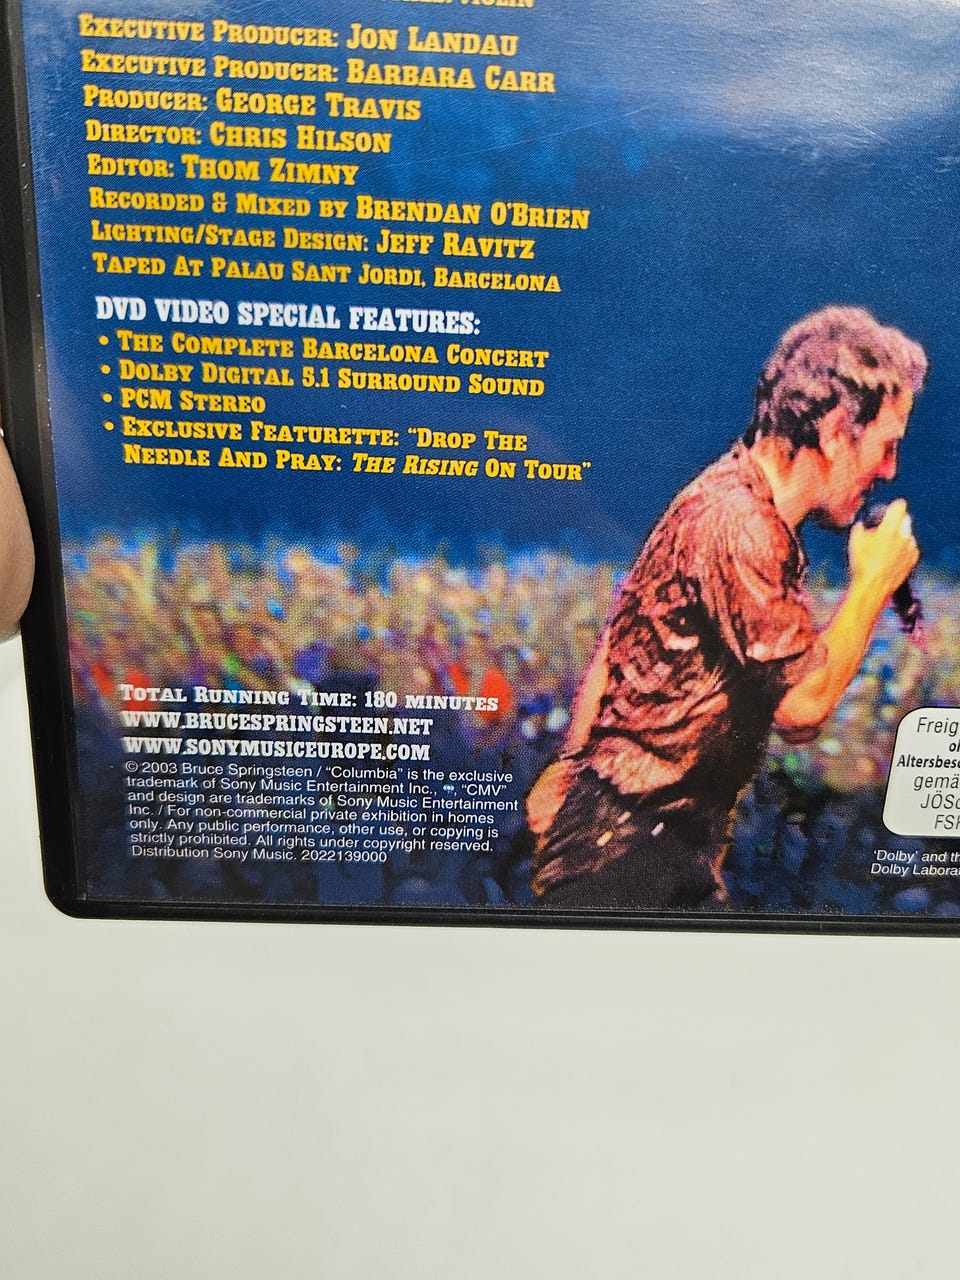 VIOLIN
EXECUTIVE PRODUCER: JON LANDAU
EXECUTIVE PRODUCER: BARBARA CARR
PRODUCER: GEORGE TRAVIS
DIRECTOR: CHRIS HILSON
EDITOR: THOM ZIMNY
RECORDED & MIXED BY BRENDAN O'BRIEN
LIGHTING/STAGE DESIGN: JEFF RAVITZ
TAPED AT PALAU SANT JORDI, BARCELONA
DVD VIDEO SPECIAL FEATURES:
• THE COMPLETE BARCELONA CONCERT
• DOLBY DIGITAL 5.1 SURROUND SOUND
• PCM STEREO
• EXCLUSIVE FEATURETTE: "DROP THE
NEEDLE AND PRAY: THE RISING ON TOUR"
TOTAL RUNNING TIME: 180 MINUTES
WWW.BRUCESPRINGSTEEN.NET
WWW.SONYMUSICEUROPE.COM
© 2003 Bruce Springsteen / "Columbia" is the exclusive
trademark of Sony Music Entertainment Inc., "CMV"
and design are trademarks of Sony Music Entertainment
Inc. / For non-commercial private exhibition in homes
only. Any public performance, other use, or copying is
strictly prohibited. All rights under copyright reserved.
Distribution Sony Music. 2022139000
Freig
o
Altersbes
gemä
JÖS
FS
'Dolby' and th
Dolby Labora